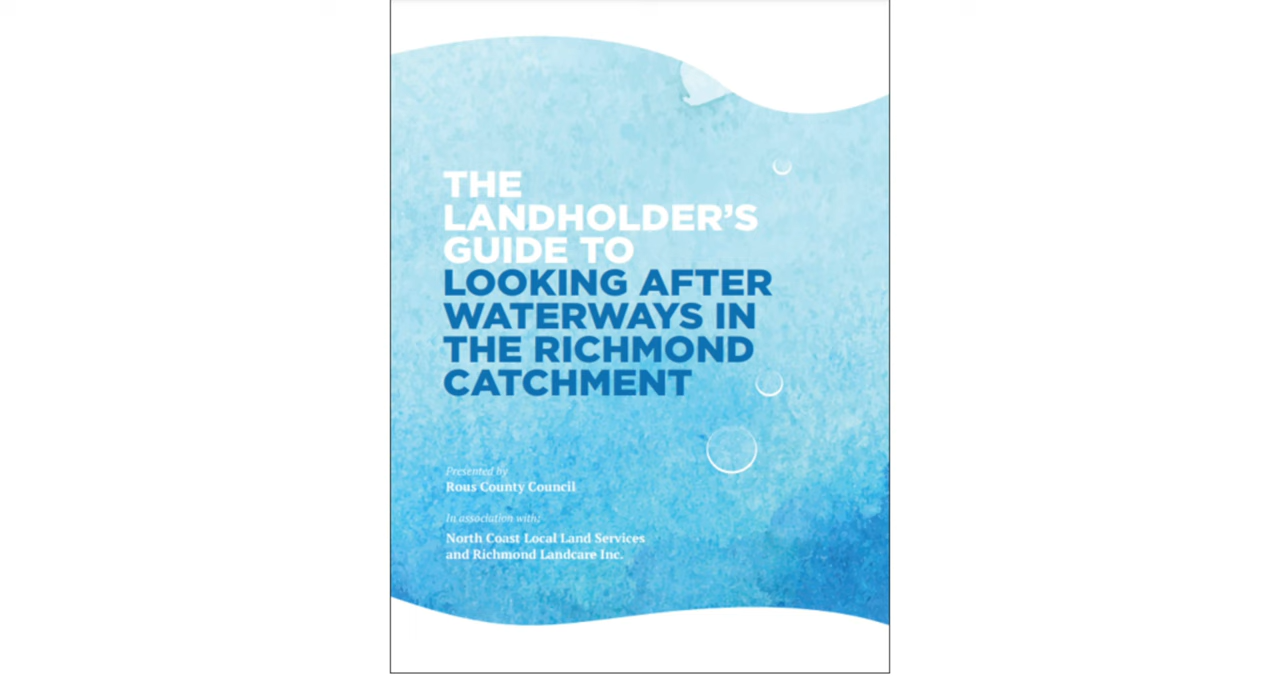 THE
LANDHOLDER'S
GUIDE TO
LOOKING AFTER
WATERWAYS IN
THE RICHMOND
CATCHMENT
Presented by
Rous County Council
In association with:
North Coast Local Land Services
and Richmond Landcare Inc.